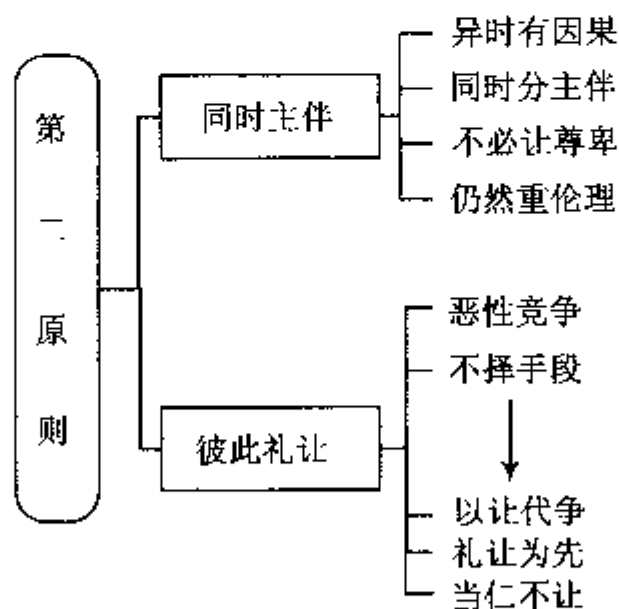 第 原则
同时主伴
异时有因果
同时分主伴
不必让尊卑
仍然重伦理
彼此礼让
恶性竞争
不择手段
以让代争
礼让为先
当仁不让